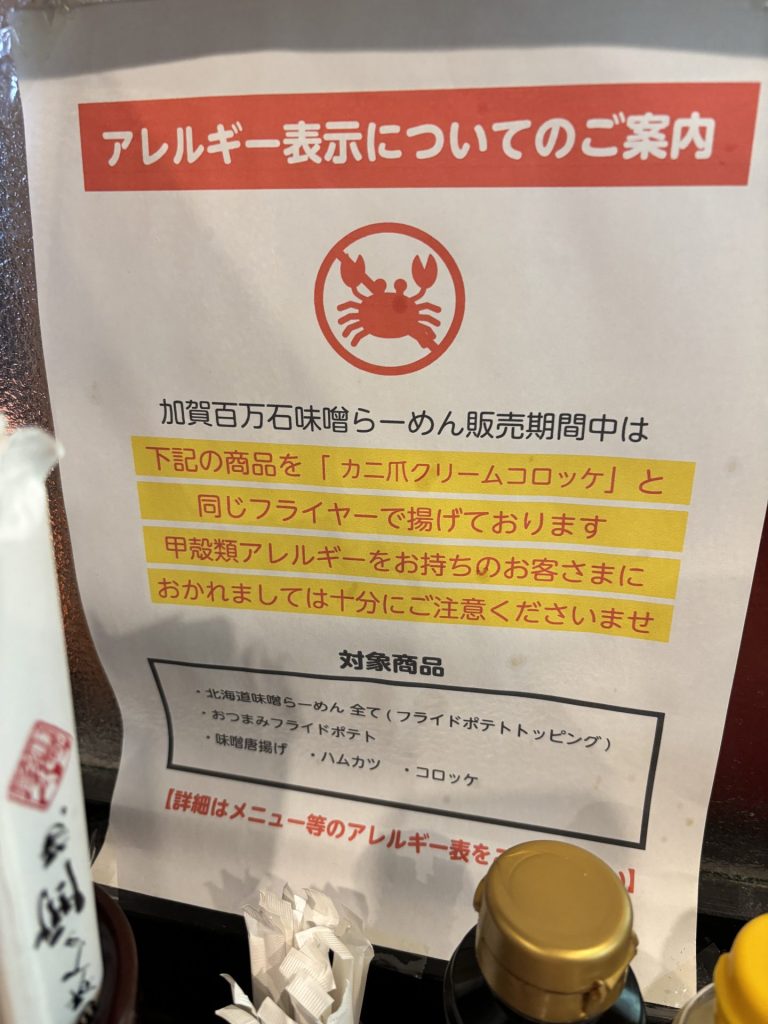 アレルギー表示についてのご案内
加賀百万石味噌らーめん販売期間中は
下記の商品を「 カニ爪クリームコロッケ」と
同じフライヤーで揚げております
甲殻類アレルギーをお持ちのお客さまに
おかれましては十分にご注意くださいませ
対象商品
・北海道味噌らーめん 全て(フライドポテトトッピング)
・おつまみフライドポテト
・味噌唐揚げ ・ハムカツ ・コロッケ
【詳細はメニュー等のアレルギー表を
い】